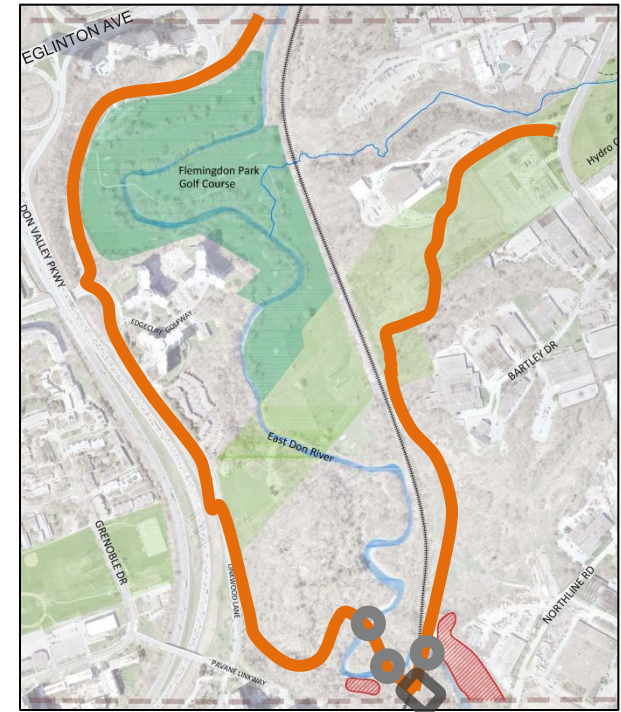 EGLINTON AVE
Flemingdon Park
Golf Course
Hydro
DON VALLEY PKWY
EDGECLIFF GOLFWAY
BARTLEY DR
East Don River
GRENOBLE DR
LINKWOOD LANE
NORTHLINE RD
PAVANE LINKWAY